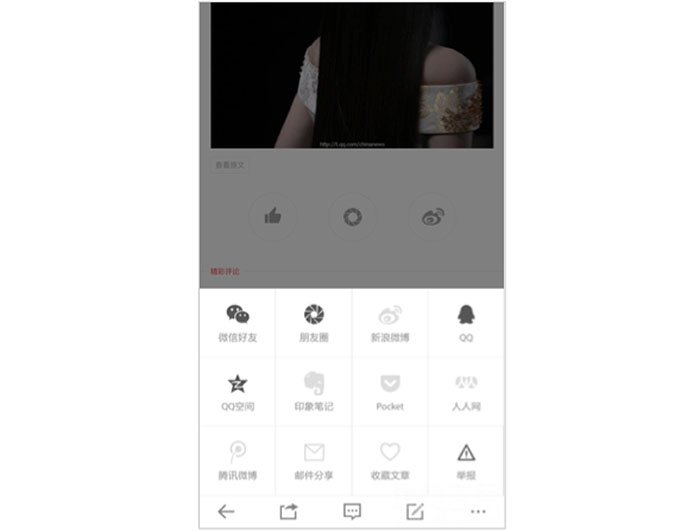 http://t.qq.com/chinanews
查看原文
精彩评论
微信好友
朋友圈
新浪微博
QQ
QQ空间
印象笔记
Pocket
人人网
腾讯微博
邮件分享
收藏文章
举报